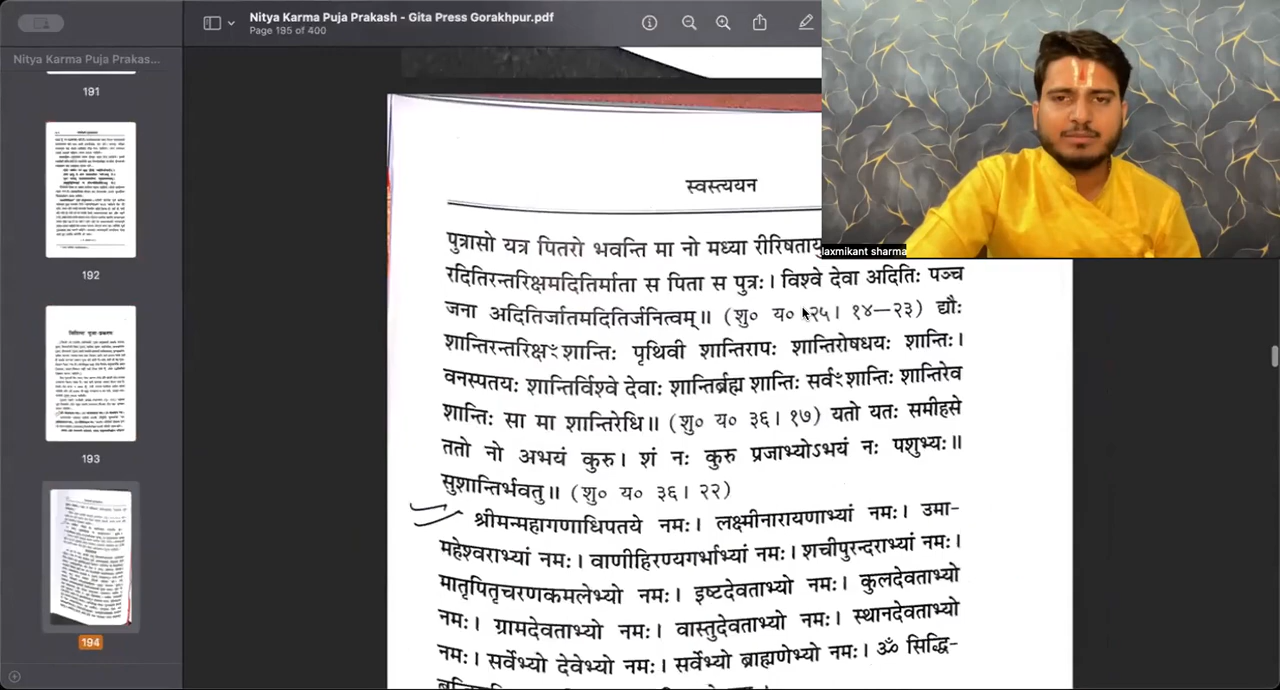 Nitya Karma Puja Prakash - Gita Press Gorakhpur.pdf
Page 195 of 400
Nitya Karma Puja Prakas...
191
192
193
194
laxmikant sharma
स्वस्त्ययन
पुत्रासो यत्र पितरो भवन्ति मा नो मध्या रीरिषतायु
रदितिरन्तरिक्षमदितिर्माता स पिता स पुत्रः। विश्वे देवा अदितिः पञ्च
जना अदितिर्जातमदितिर्जनित्वम्॥ (शु० य० २५। १४—२३) द्यौः
शान्तिरन्तरिक्षꣳशान्तिः पृथिवी शान्तिरापः शान्तिरोषधयः शान्तिः।
वनस्पतयः शान्तिर्विश्वे देवाः शान्तिर्ब्रह्म शान्तिः सर्वꣳशान्तिः शान्तिरेव
शान्तिः सा मा शान्तिरेधि॥ (शु० य० ३६। १७) यतो यतः समीहसे
ततो नो अभयं कुरु। शं नः कुरु प्रजाभ्योऽभयं नः पशुभ्यः॥
सुशान्तिर्भवतु॥ (शु० य० ३६। २२)
श्रीमन्महागणाधिपतये नमः। लक्ष्मीनारायणाभ्यां नमः। उमा-
महेश्वराभ्यां नमः। वाणीहिरण्यगर्भाभ्यां नमः। शचीपुरन्दराभ्यां नमः।
मातृपितृचरणकमलेभ्यो नमः। इष्टदेवताभ्यो नमः। कुलदेवताभ्यो
नमः। ग्रामदेवताभ्यो नमः। वास्तुदेवताभ्यो नमः। स्थानदेवताभ्यो
नमः। सर्वेभ्यो देवेभ्यो नमः। सर्वेभ्यो ब्राह्मणेभ्यो नमः। ॐ सिद्धि-